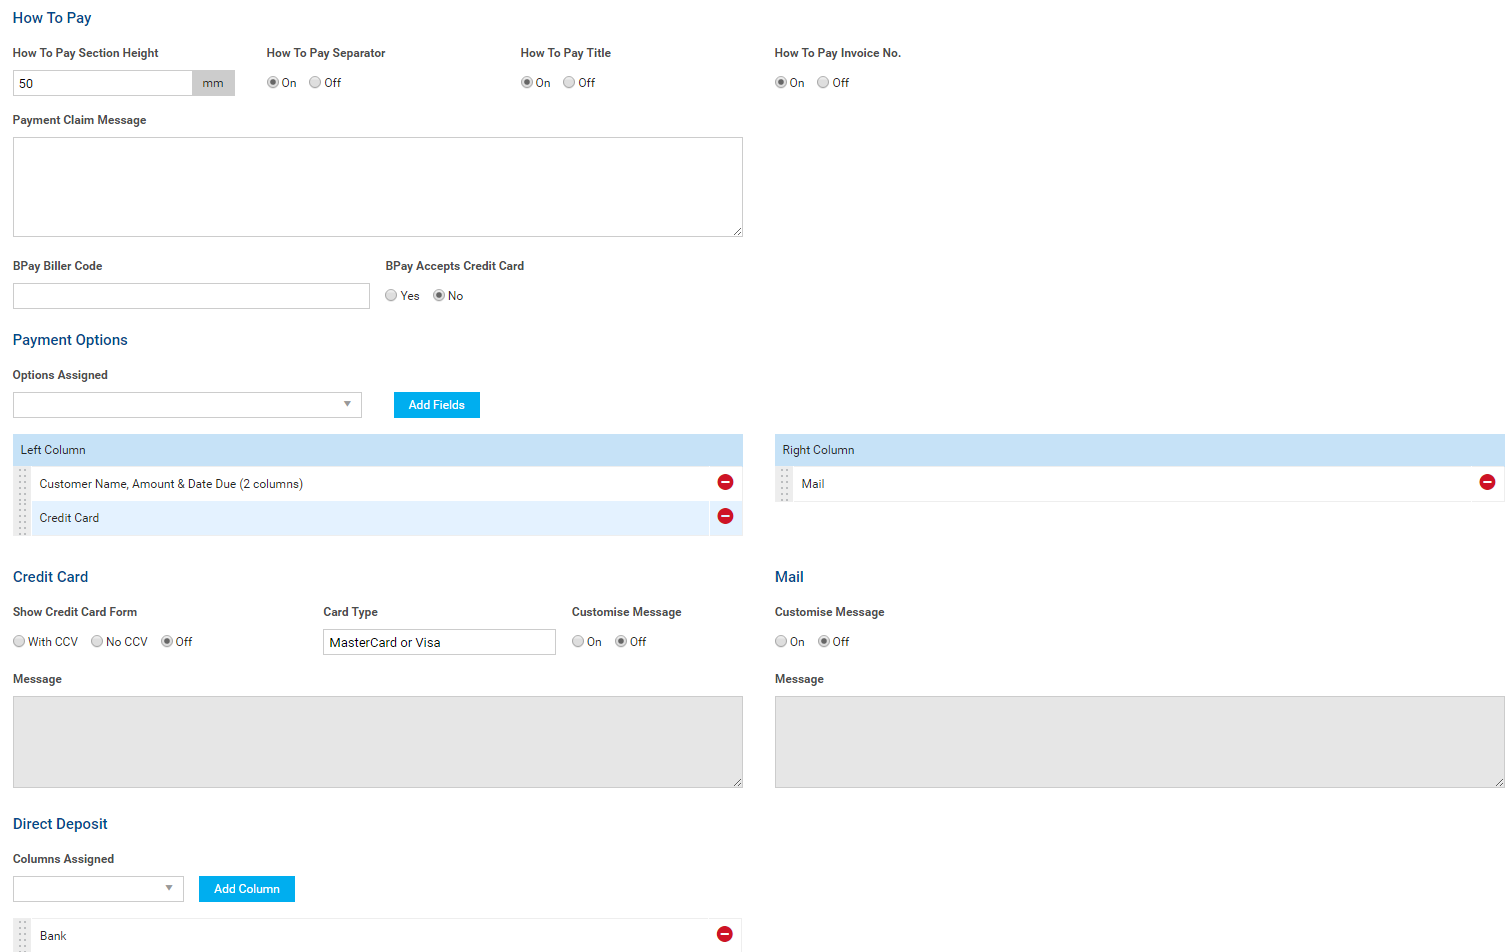 How To Pay
How To Pay Section Height How To Pay Separator How To Pay Title How To Pay Invoice No.
50 mm On Off On Off On Off
Payment Claim Message
BPay Biller Code BPay Accepts Credit Card
Yes No
Payment Options
Options Assigned
Add Fields
Left Column Right Column
Customer Name, Amount & Date Due (2 columns) Mail
Credit Card
Credit Card Mail
Show Credit Card Form Card Type Customise Message Customise Message
With CCV No CCV Off MasterCard or Visa On Off On Off
Message Message
Direct Deposit
Columns Assigned
Add Column
Bank